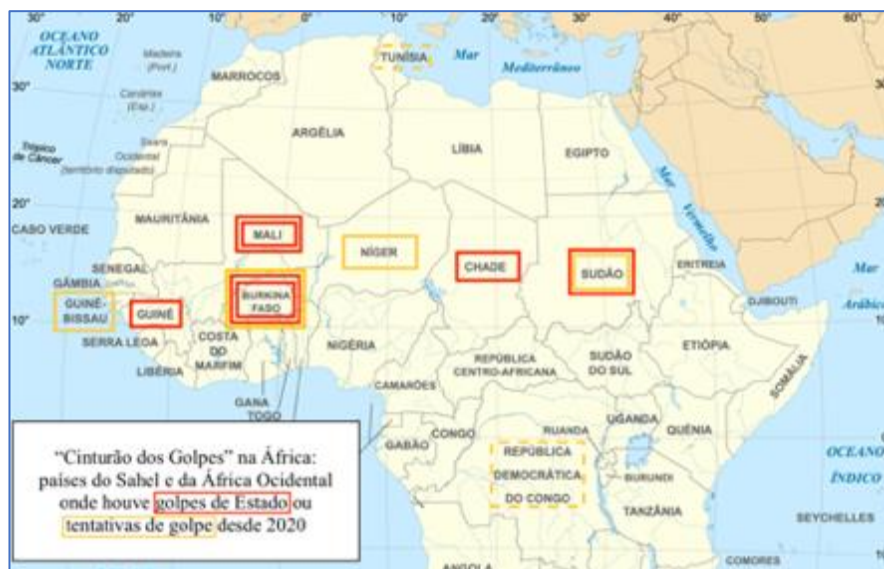 20°
10°
0°
10°
20°
30°
40°
50°
60°
OCEANO
ATLÂNTICO
NORTE
Madeira
(Port.)
TUNÍSIA
Mar
Mediterrâneo
30°
MARROCOS
Canárias
(Esp.)
ARGÉLIA
LÍBIA
EGIPTO
Trópico
de Câncer
Saara
Ocidental
(território disputado)
20°
Mar
Vermelho
MAURITÂNIA
CABO VERDE
MALI
NÍGER
CHADE
SUDÃO
ERITREIA
Mar
SENEGAL
GÂMBIA
GUINÉ-
BISSAU
GUINÉ
BURKINA
FASO
DJIBOUTI
10°
SERRA LEOA
COSTA
DO
MARFIM
NIGÉRIA
ETIÓPIA
SOMÁLIA
LIBÉRIA
REPÚBLICA
CENTRO-AFRICANA
SUDÃO
DO SUL
CAMARÕES
GANA
TOGO
UGANDA
QUÉNIA
GABÃO
CONGO
RUANDA
REPÚBLICA
DEMOCRÁTICA
DO CONGO
BURUNDI
TANZÂNIA
OCEANO
ÍNDICO
SEYCHELLES
COMORES
ANGOLA
"Cinturão dos Golpes" na África:
países do Sahel e da África Ocidental
onde houve golpes de Estado ou
tentativas de golpe desde 2020